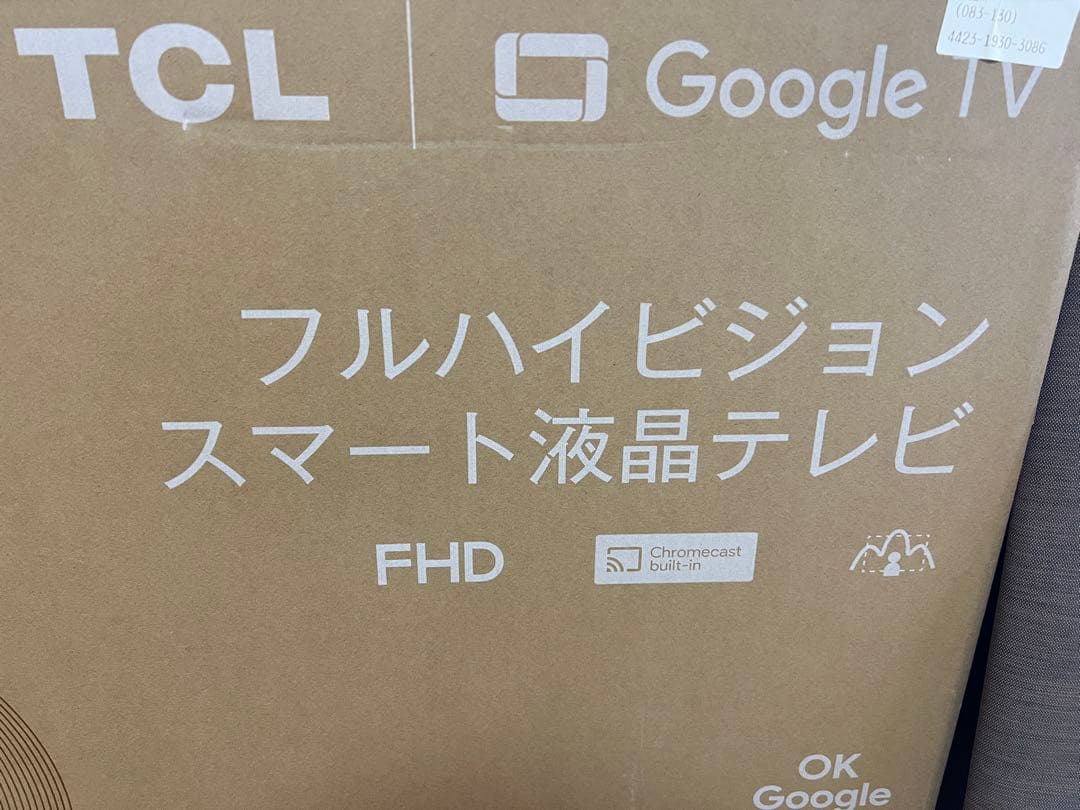 (083-130)
4423-1930-3086
TCL
Google TV
フルハイビジョン
スマート液晶テレビ
FHD
Chromecast
built-in
OK
Google